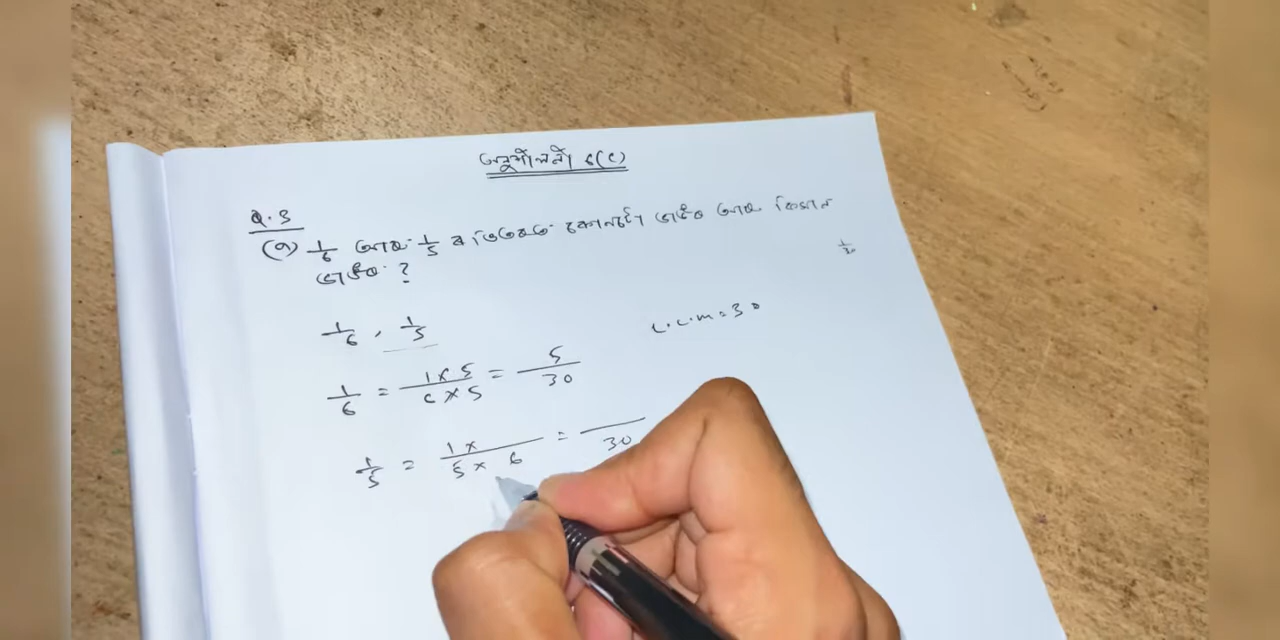 অনুশীলনী ৫(C)
Q.3
(গ) 1/6 আৰু 1/5 ৰ ভিতৰত কোনটো ডাঙৰ আৰু কিমান
ডাঙৰ ?
1/6 , 1/5
L.C.M = 30
1/6 = 1 × 5 / 6 × 5 = 5/30
1/5 = 1 × / 5 × 6 = /30